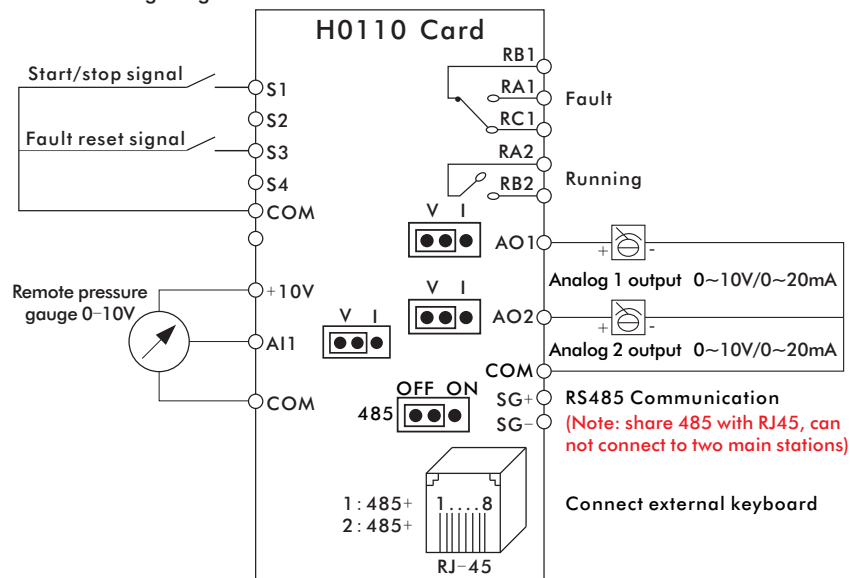 H0110 Card
Start/stop signal
S1
S2
Fault reset signal
S3
S4
COM
+10V
Remote pressure
gauge 0-10V
AI1
COM
RB1
RA1
Fault
RC1
RA2
RB2
Running
V I
AO1
+ -
Analog 1 output 0~10V/0~20mA
V I
AO2
+ -
Analog 2 output 0~10V/0~20mA
V I
COM
OFF ON
485
SG+
SG-
RS485 Communication
(Note: share 485 with RJ45, can
not connect to two main stations)
1....8
1:485+
2:485+
RJ-45
Connect external keyboard